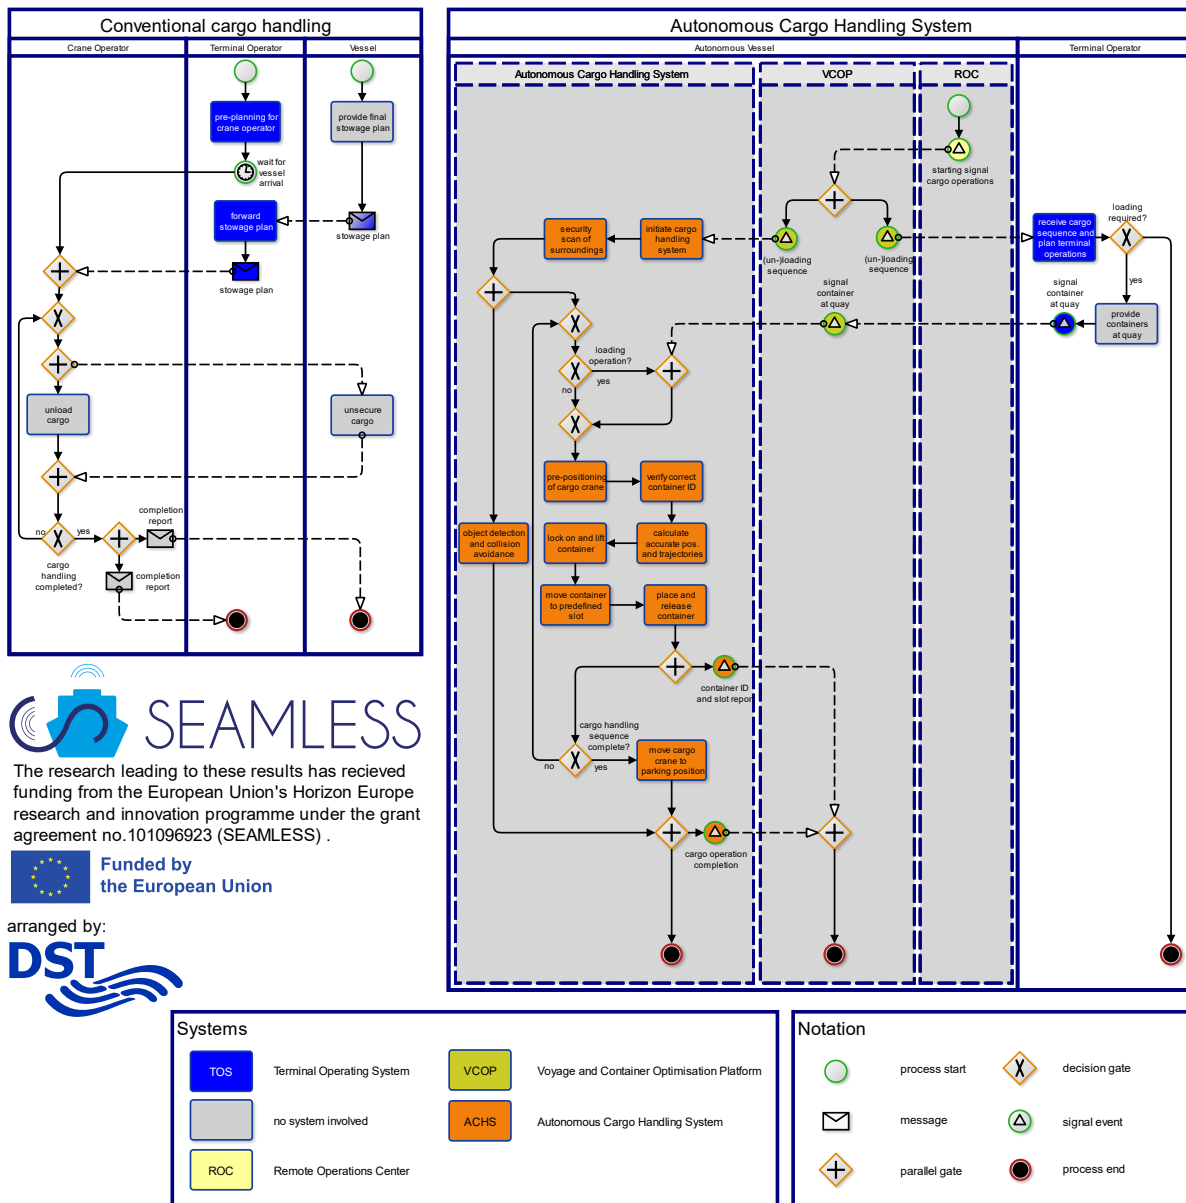 Conventional cargo handling
Crane Operator
Terminal Operator
Vessel
pre-planning for
crane operator
provide final
stowage plan
wait for
vessel
arrival
forward
stowage plan
stowage plan
stowage plan
unload
cargo
unsecure
cargo
no
yes
cargo
handling
completed?
completion
report
completion
report
Autonomous Cargo Handling System
Autonomous Vessel
Terminal Operator
Autonomous Cargo Handling System
VCOP
ROC
starting signal
cargo operations
security
scan of
surroundings
initiate cargo
handling
system
(un-)loading
sequence
(un-)loading
sequence
receive cargo
sequence and
plan terminal
operations
loading
required?
yes
signal
container
at quay
signal
container
at quay
provide
containers
at quay
loading
operation?
yes
no
pre-positioning
of cargo crane
verify correct
container ID
object detection
and collision
avoidance
lock on and lift
container
calculate
accurate pos.
and trajectories
move container
to predefined
slot
place and
release
container
container ID
and slot report
cargo handling
sequence
complete?
no
yes
move cargo
crane to
parking position
cargo operation
completion
SEAMLESS
The research leading to these results has recieved
funding from the European Union's Horizon Europe
research and innovation programme under the grant
agreement no.101096923 (SEAMLESS) .
Funded by
the European Union
arranged by:
DST
Systems
TOS
Terminal Operating System
no system involved
ROC
Remote Operations Center
VCOP
Voyage and Container Optimisation Platform
ACHS
Autonomous Cargo Handling System
Notation
process start
message
parallel gate
decision gate
signal event
process end